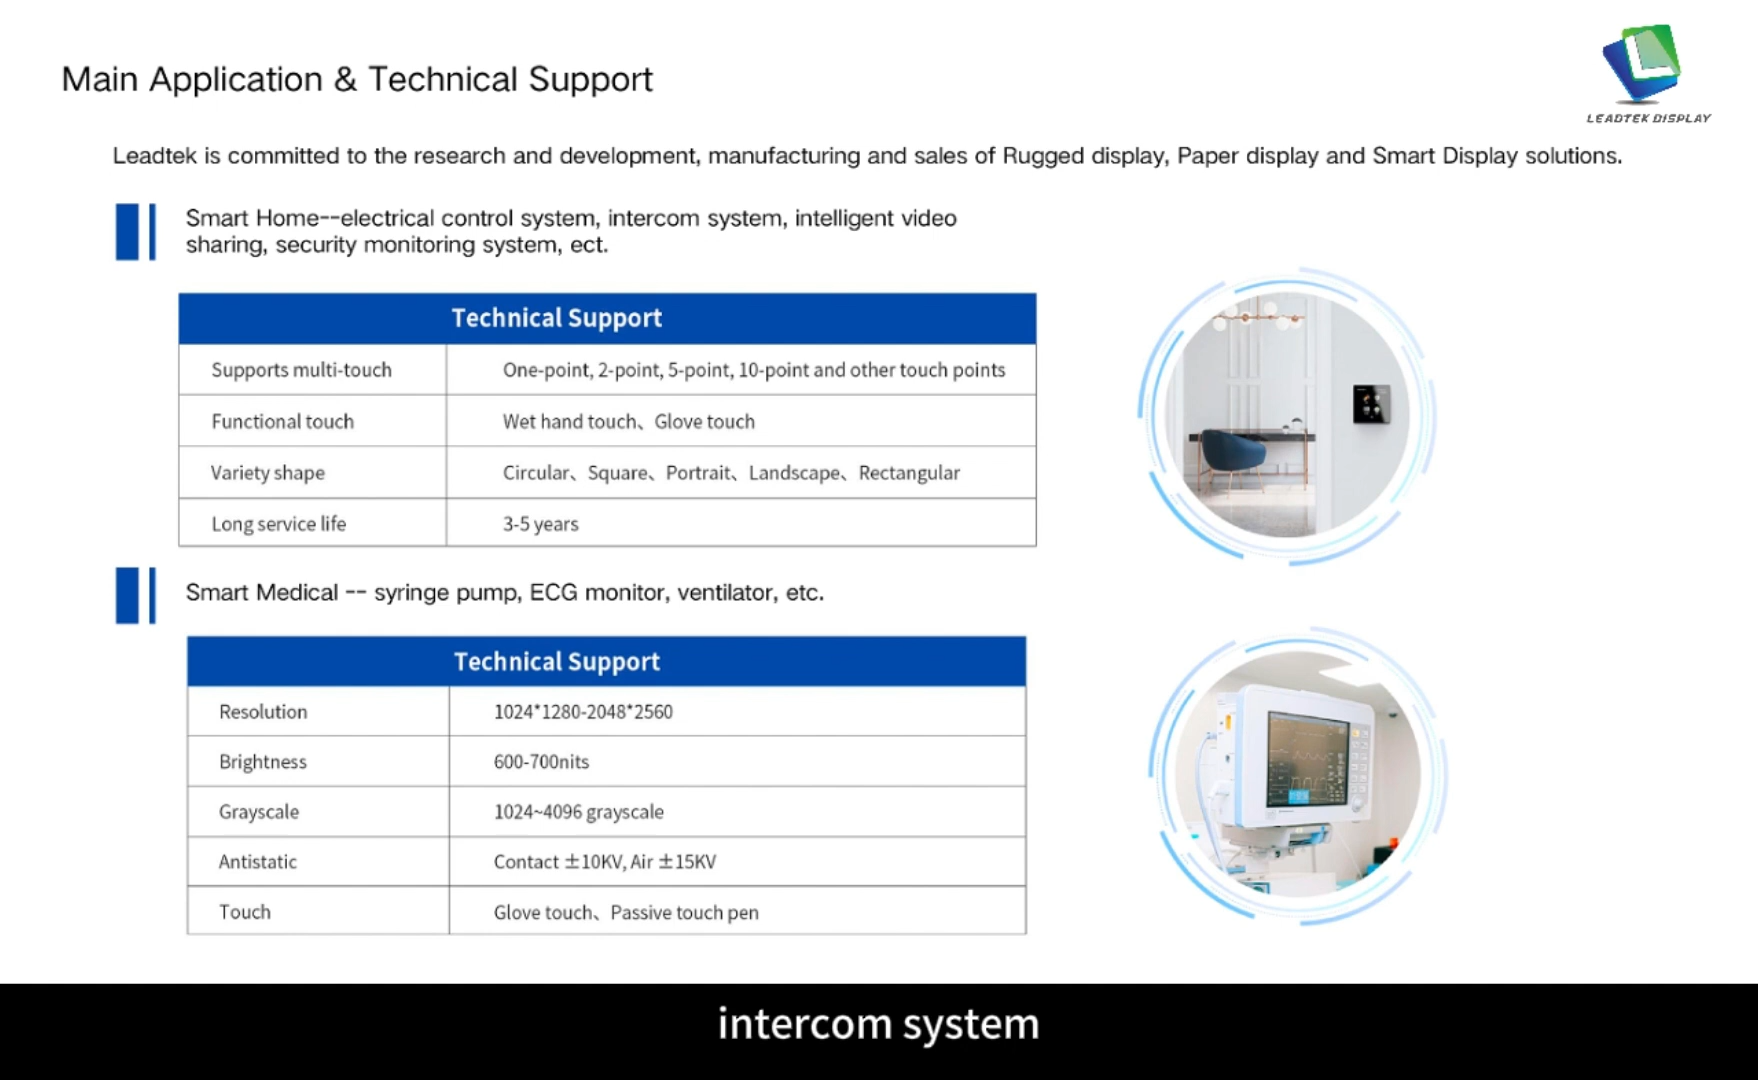 LEADTEK DISPLAY
Main Application & Technical Support
Leadtek is committed to the research and development, manufacturing and sales of Rugged display, Paper display and Smart Display solutions.
Smart Home--electrical control system, intercom system, intelligent video
sharing, security monitoring system, ect.
Technical Support
Supports multi-touch One-point, 2-point, 5-point, 10-point and other touch points
Functional touch Wet hand touch、Glove touch
Variety shape Circular、Square、Portrait、Landscape、Rectangular
Long service life 3-5 years
Smart Medical -- syringe pump, ECG monitor, ventilator, etc.
Technical Support
Resolution 1024*1280-2048*2560
Brightness 600-700nits
Grayscale 1024~4096 grayscale
Antistatic Contact ±10KV, Air ±15KV
Touch Glove touch、Passive touch pen
intercom system